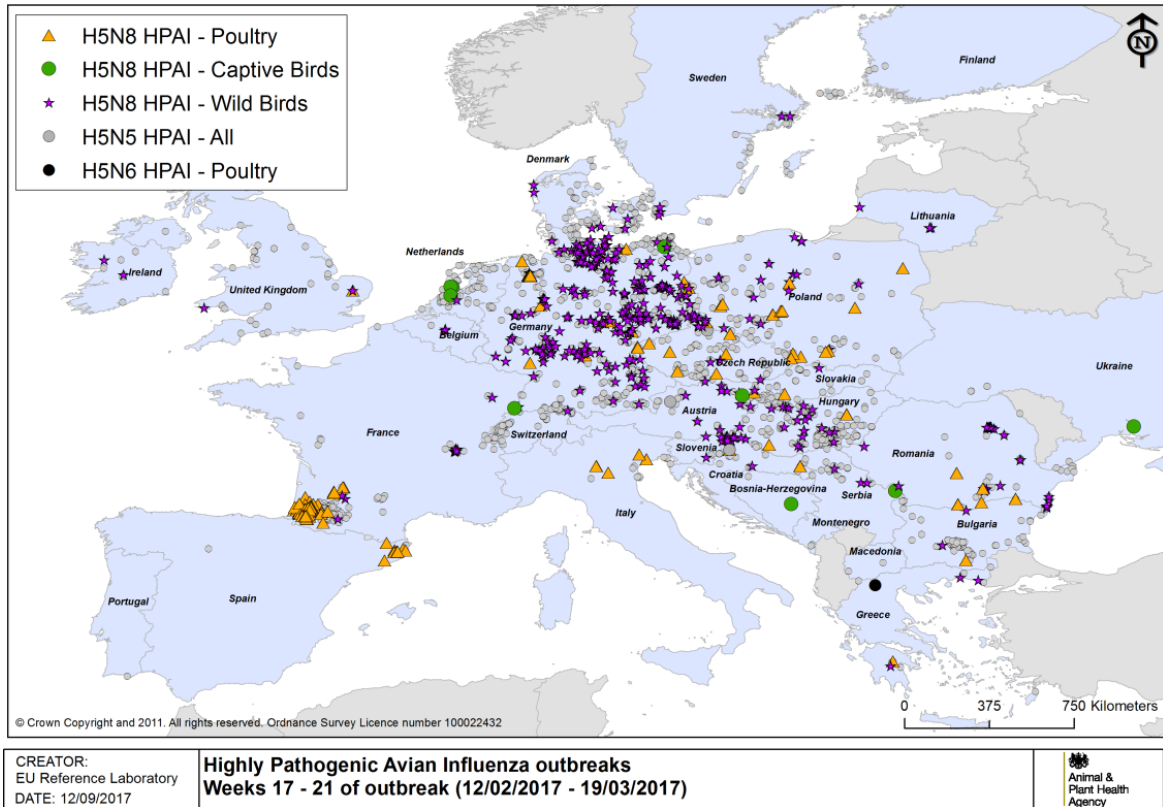 H5N8 HPAI - Poultry
H5N8 HPAI - Captive Birds
H5N8 HPAI - Wild Birds
H5N5 HPAI - All
H5N6 HPAI - Poultry
N
Finland
Sweden
Denmark
Lithuania
Netherlands
Ireland
United Kingdom
Poland
Germany
Belgium
Czech Republic
Ukraine
Slovakia
Hungary
Austria
France
Switzerland
Slovenia
Romania
Croatia
Bosnia-Herzegovina
Serbia
Italy
Montenegro
Bulgaria
Macedonia
Portugal
Spain
Greece
0 375 750 Kilometers
© Crown Copyright and 2011. All rights reserved. Ordnance Survey Licence number 100022432
CREATOR:
EU Reference Laboratory
DATE: 12/09/2017
Highly Pathogenic Avian Influenza outbreaks
Weeks 17 - 21 of outbreak (12/02/2017 - 19/03/2017)
Animal &
Plant Health
Agency